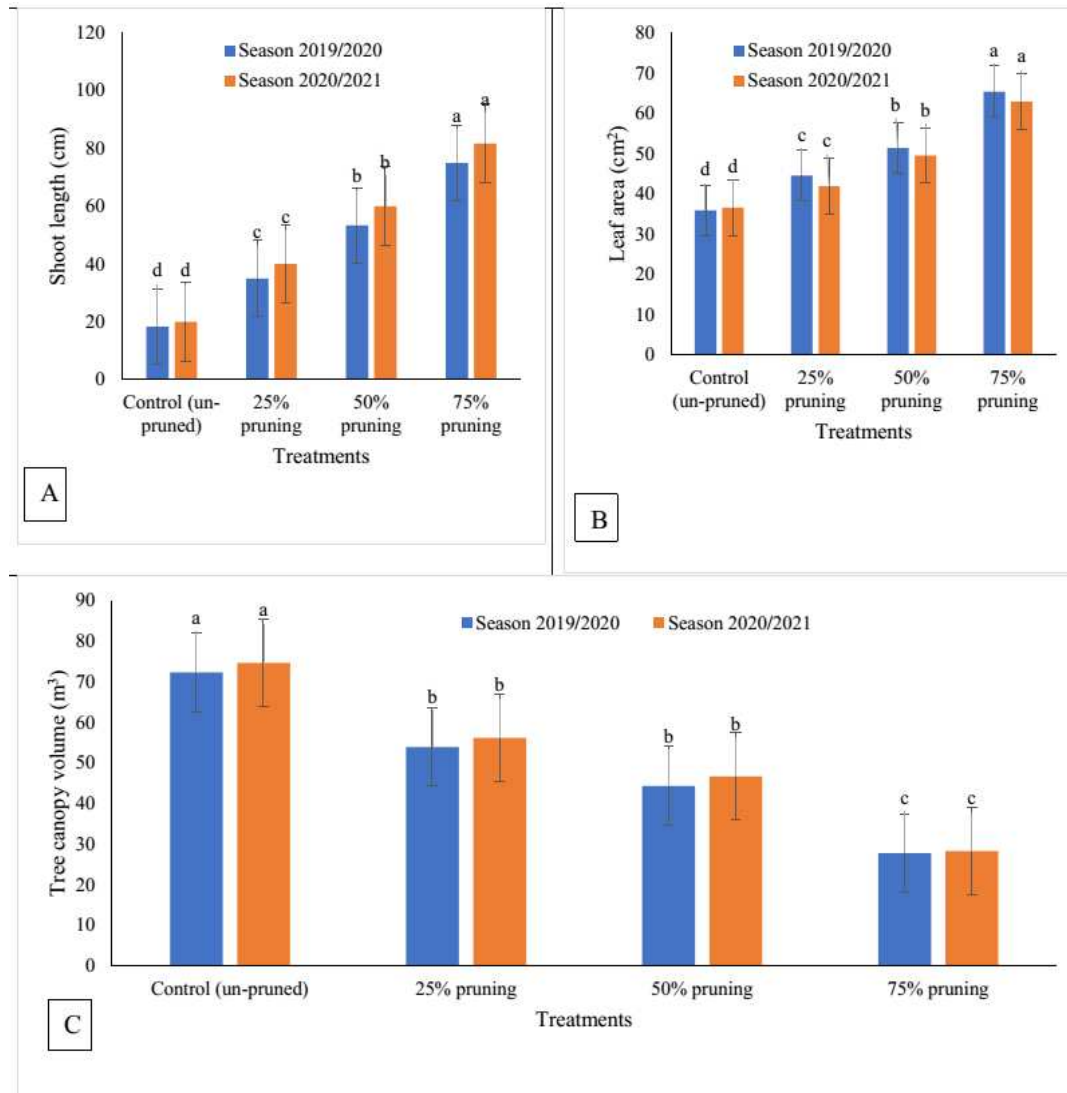 120
100
80
60
40
20
0
Shoot length (cm)
Season 2019/2020
Season 2020/2021
d d
c c
b b
a a
Control (un-
pruned)
25%
pruning
50%
pruning
75%
pruning
Treatments
A
80
70
60
50
40
30
20
10
0
Leaf area (cm²)
Season 2019/2020
Season 2020/2021
d d
c c
b b
a a
Control
(un-pruned)
25%
pruning
50%
pruning
75%
pruning
Treatments
B
90
80
70
60
50
40
30
20
10
0
Tree canopy volume (m³)
Season 2019/2020 Season 2020/2021
a a
b b
b b
c c
Control (un-pruned) 25% pruning 50% pruning 75% pruning
Treatments
C